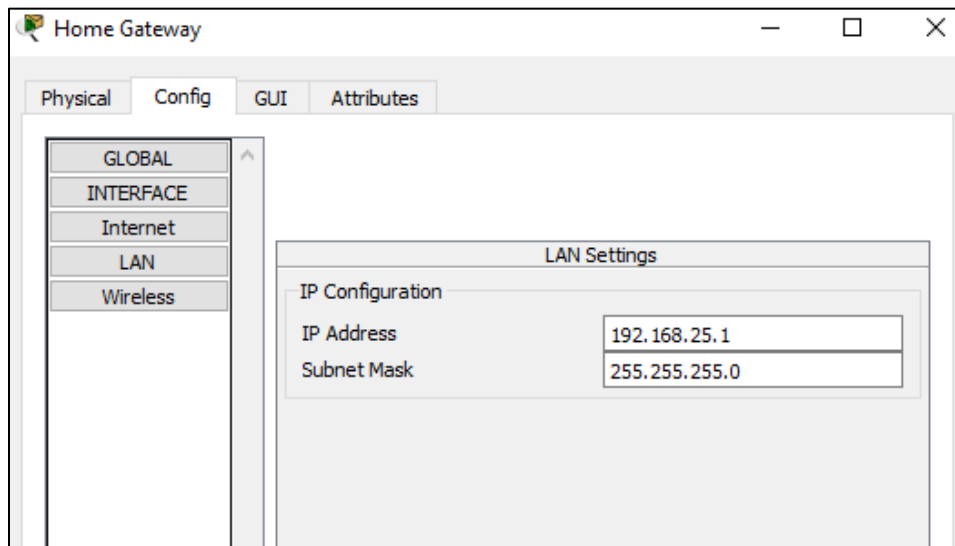 Home Gateway
Physical Config GUI Attributes
GLOBAL
INTERFACE
Internet
LAN
Wireless
LAN Settings
IP Configuration
IP Address 192.168.25.1
Subnet Mask 255.255.255.0